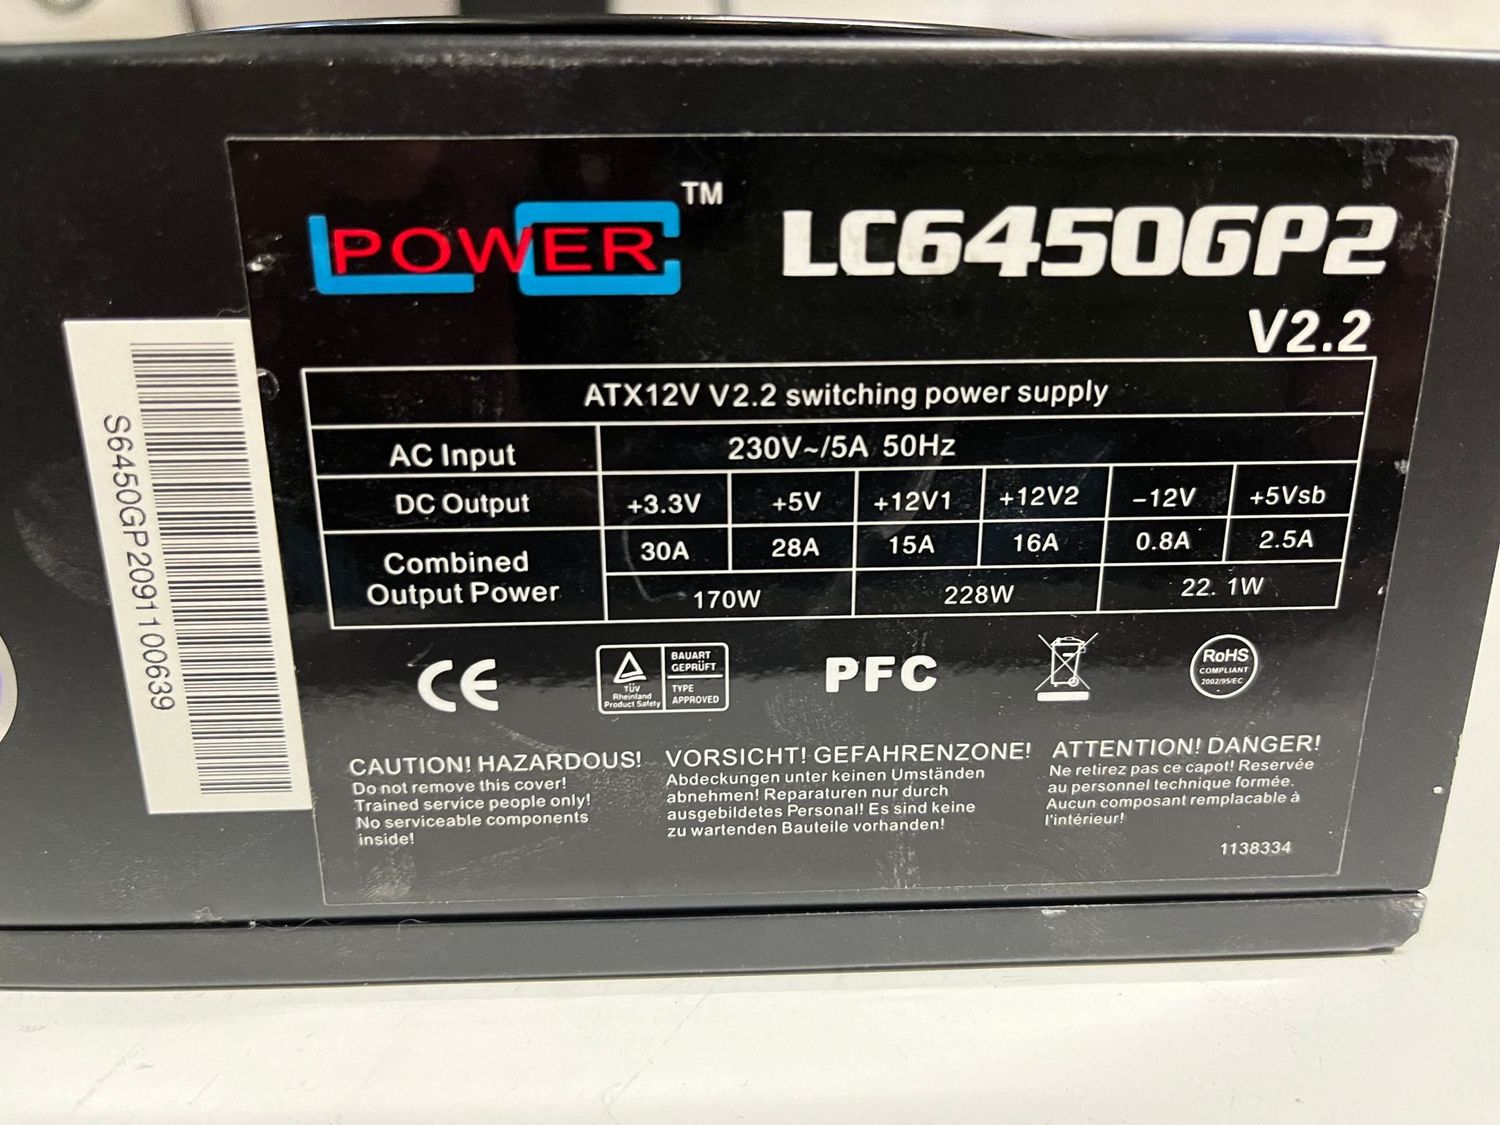 LC POWER TM
LC6450GP2
V2.2
ATX12V V2.2 switching power supply
AC Input 230V~/5A 50Hz
DC Output +3.3V +5V +12V1 +12V2 -12V +5Vsb
Combined Output Power 30A 28A 15A 16A 0.8A 2.5A
170W 228W 22. 1W
CE
TÜV
Rheinland
Product Safety
BAUART
GEPRÜFT
TYPE
APPROVED
PFC
RoHS
COMPLIANT
2002/95/EC
CAUTION! HAZARDOUS!
Do not remove this cover!
Trained service people only!
No serviceable components
inside!
VORSICHT! GEFAHRENZONE!
Abdeckungen unter keinen Umständen
abnehmen! Reparaturen nur durch
ausgebildetes Personal! Es sind keine
zu wartenden Bauteile vorhanden!
ATTENTION! DANGER!
Ne retirez pas ce capot! Reservée
au personnel technique formée.
Aucun composant remplacable à
l'intérieur!
1138334
S6450GP2091100639